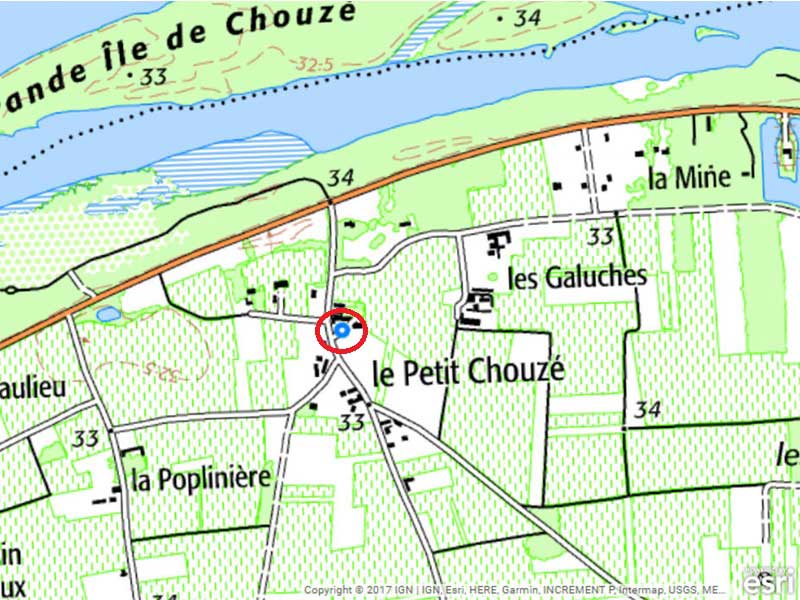 ande Île de Chouzé
34
33
32·5
34
la Mine
33
les Galuches
le Petit Chouzé
32·5
aulieu
34
33
33
la Poplinière
le
in
ux
34
Copyright © 2017 IGN | IGN, Esri, HERE, Garmin, INCREMENT P, Intermap, USGS, ME...
esri